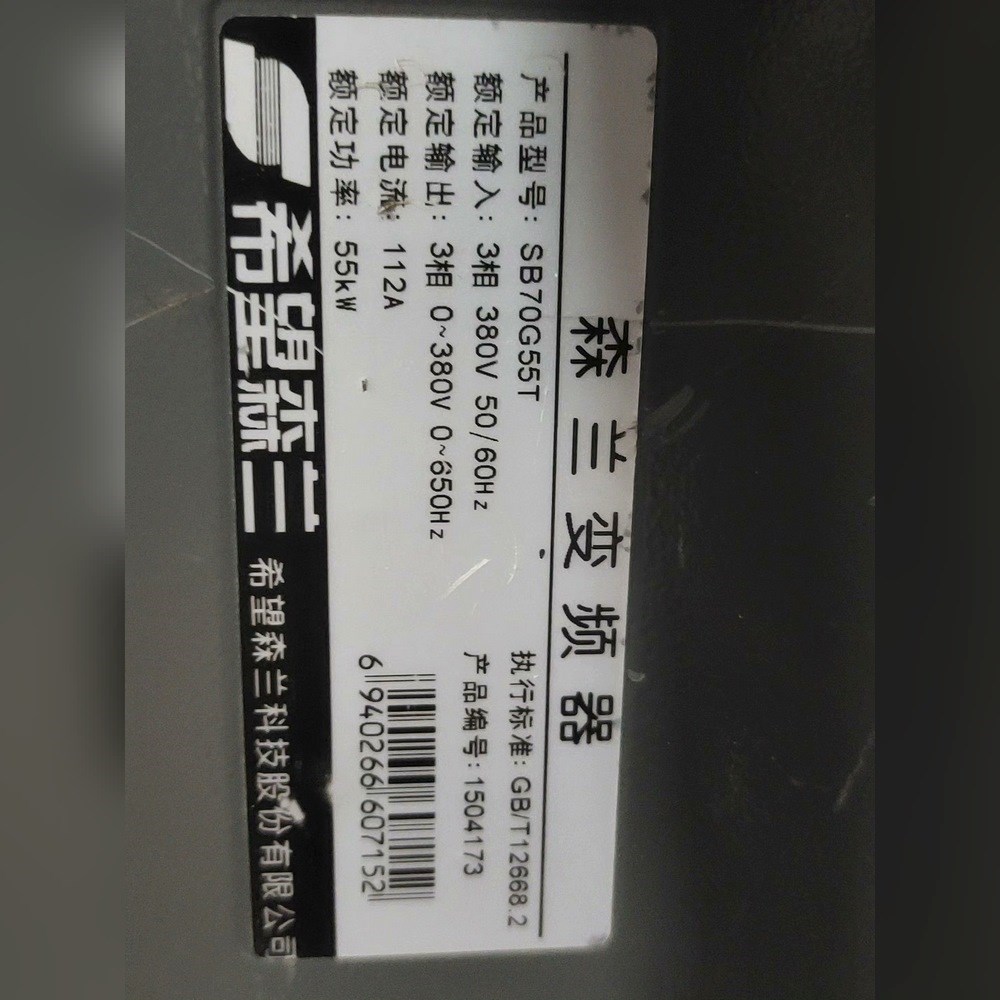 森兰变频器
产品型号: SB70G55T
执行标准: GB/T12668.2
额定输入: 3相 380V 50/60Hz
产品编号: 1504173
额定输出: 3相 0~380V 0~650Hz
额定电流: 112A
额定功率: 55kW
6 940266 607152
希望森兰 希望森兰科技股份有限公司